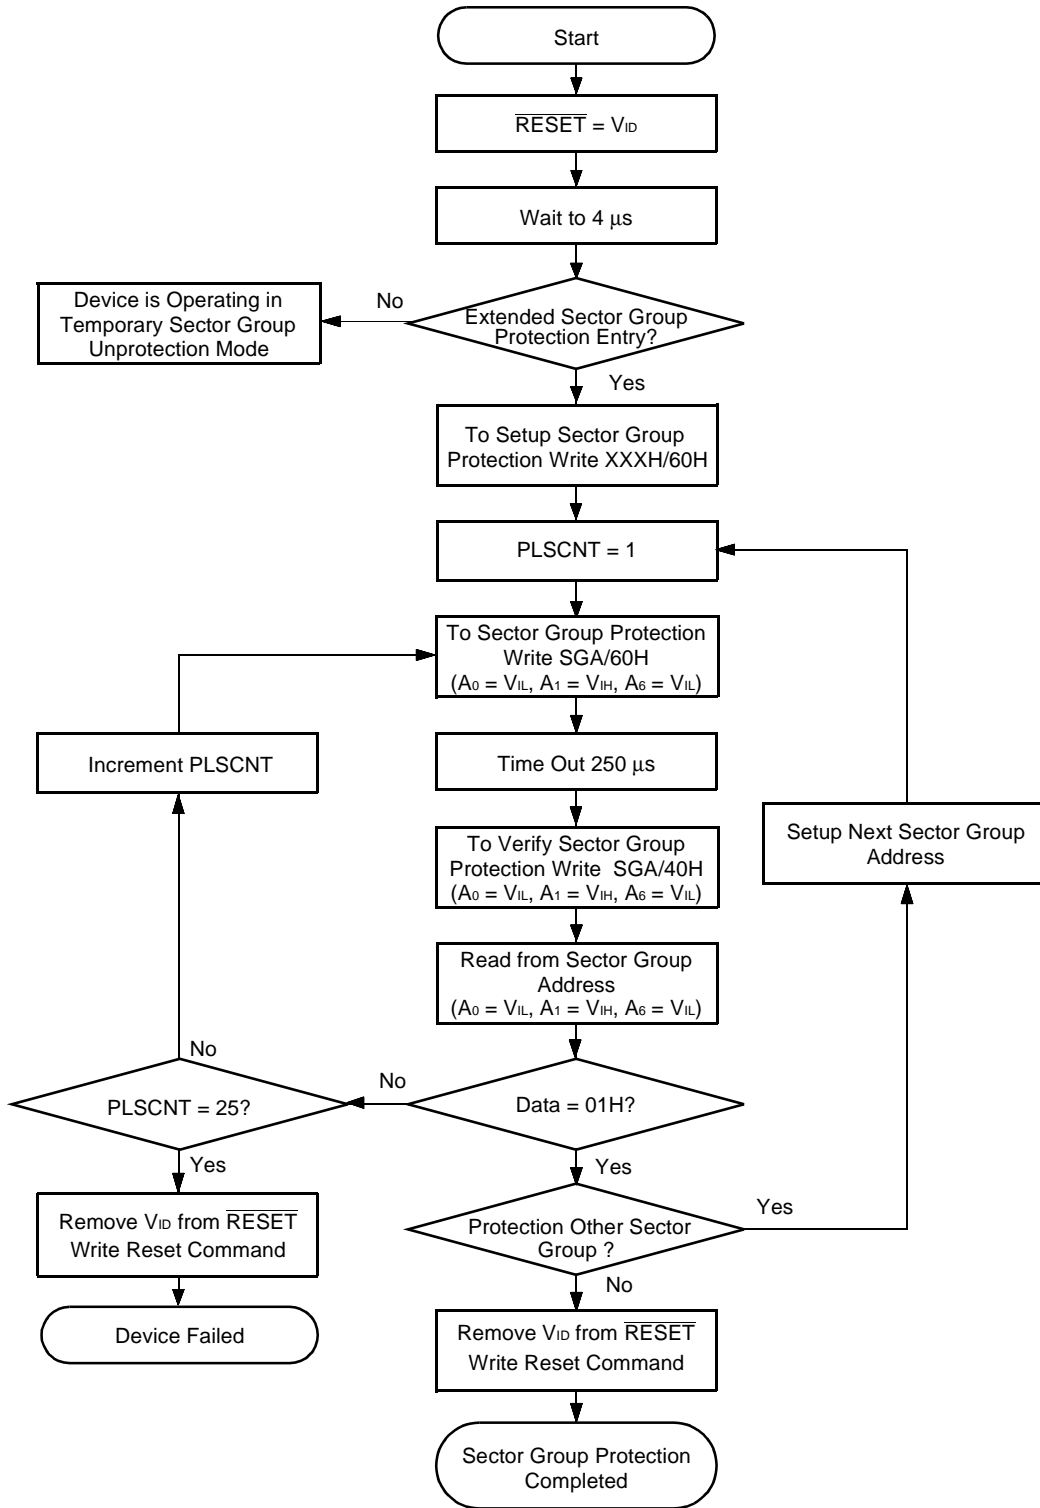 Start
RESET = VID
Wait to 4 μs
Extended Sector Group
Protection Entry?
No
Device is Operating in
Temporary Sector Group
Unprotection Mode
Yes
To Setup Sector Group
Protection Write XXXH/60H
PLSCNT = 1
To Sector Group Protection
Write SGA/60H
(A0 = VIL, A1 = VIH, A6 = VIL)
Increment PLSCNT
Time Out 250 μs
Setup Next Sector Group
Address
To Verify Sector Group
Protection Write SGA/40H
(A0 = VIL, A1 = VIH, A6 = VIL)
Read from Sector Group
Address
(A0 = VIL, A1 = VIH, A6 = VIL)
No
PLSCNT = 25?
No
Data = 01H?
Yes
Yes
Remove VID from RESET
Write Reset Command
Protection Other Sector
Group ?
Yes
No
Device Failed
Remove VID from RESET
Write Reset Command
Sector Group Protection
Completed